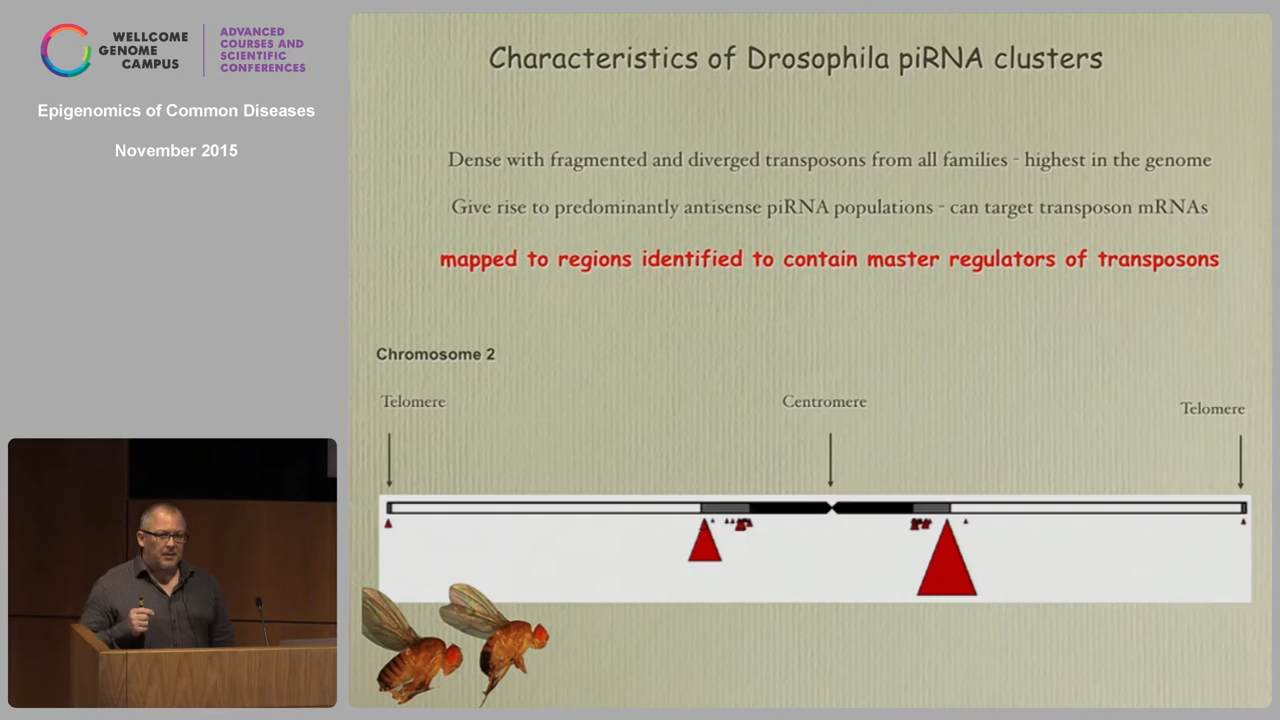 WELLCOME
GENOME
CAMPUS
ADVANCED
COURSES AND
SCIENTIFIC
CONFERENCES
Epigenomics of Common Diseases
November 2015
Characteristics of Drosophila piRNA clusters
Dense with fragmented and diverged transposons from all families - highest in the genome
Give rise to predominantly antisense piRNA populations - can target transposon mRNAs
mapped to regions identified to contain master regulators of transposons
Chromosome 2
Telomere
Centromere
Telomere